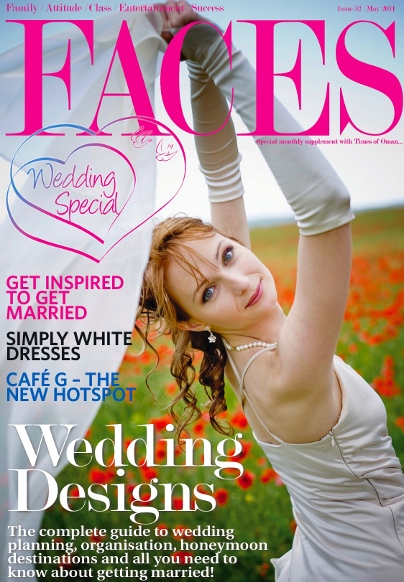 Family / Attitude / Class / Entertainment / Success
Issue 52 May 2011
FACES
Special monthly supplement with Times of Oman...
Wedding
Special
GET INSPIRED
TO GET
MARRIED
SIMPLY WHITE
DRESSES
CAFÉ G – THE
NEW HOTSPOT
Wedding
Designs
The complete guide to wedding
planning, organisation, honeymoon
destinations and all you need to
know about getting married!